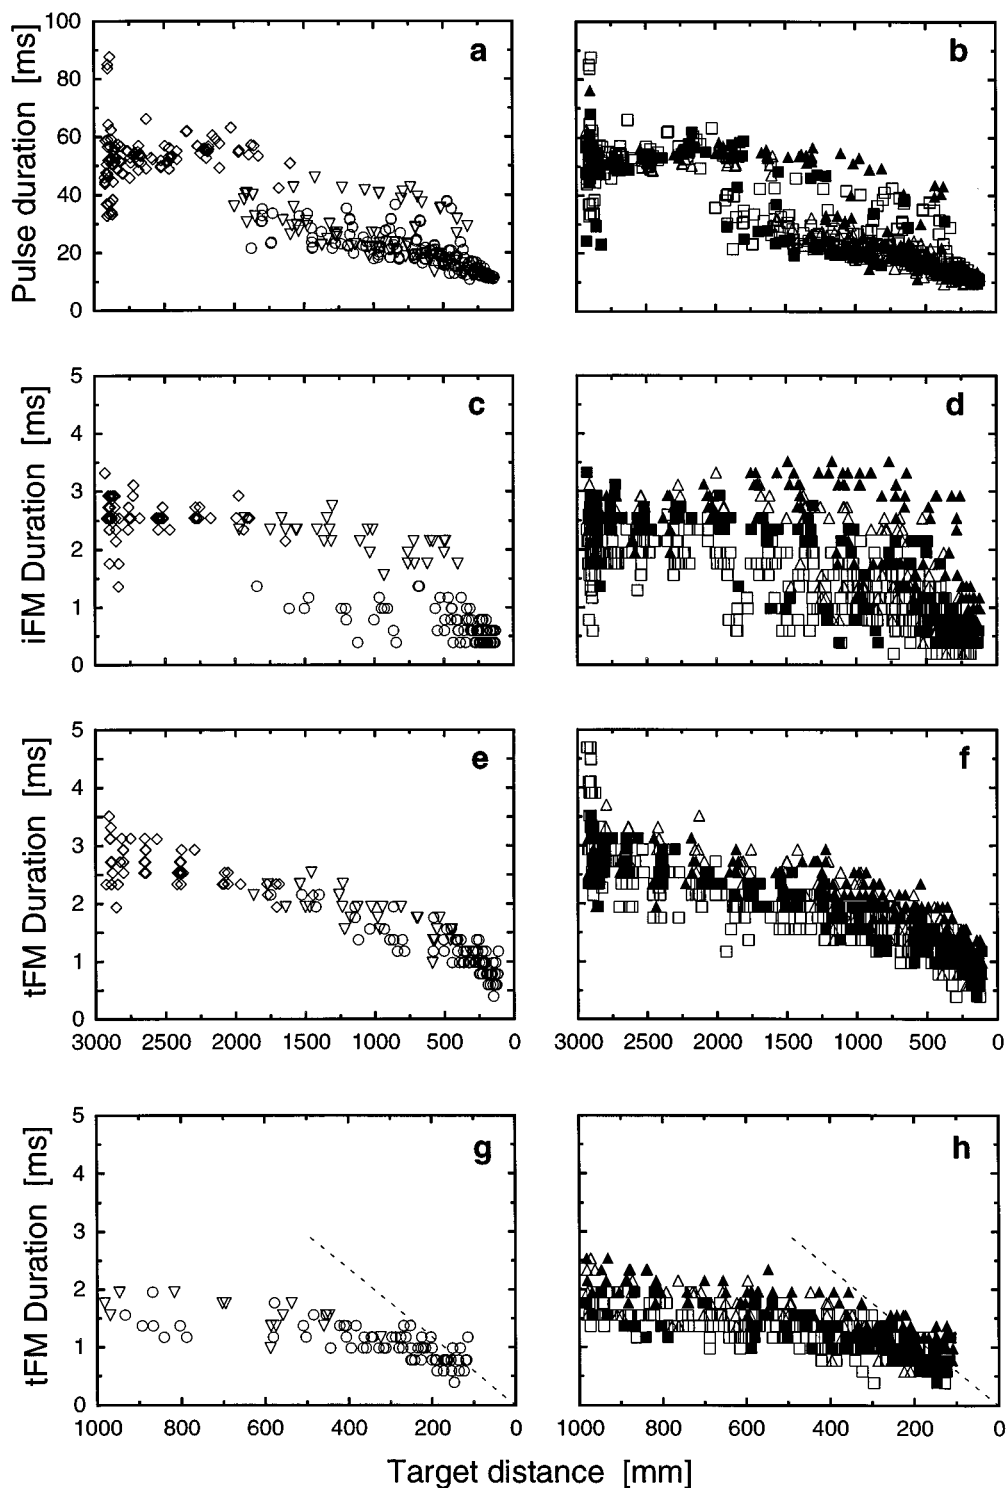 a
b
Pulse duration [ms]
100
80
60
40
20
0
c
d
iFM Duration [ms]
5
4
3
2
1
0
e
f
tFM Duration [ms]
5
4
3
2
1
0
3000 2500 2000 1500 1000 500 0
3000 2500 2000 1500 1000 500 0
g
h
tFM Duration [ms]
5
4
3
2
1
0
1000 800 600 400 200 0
1000 800 600 400 200 0
Target distance [mm]